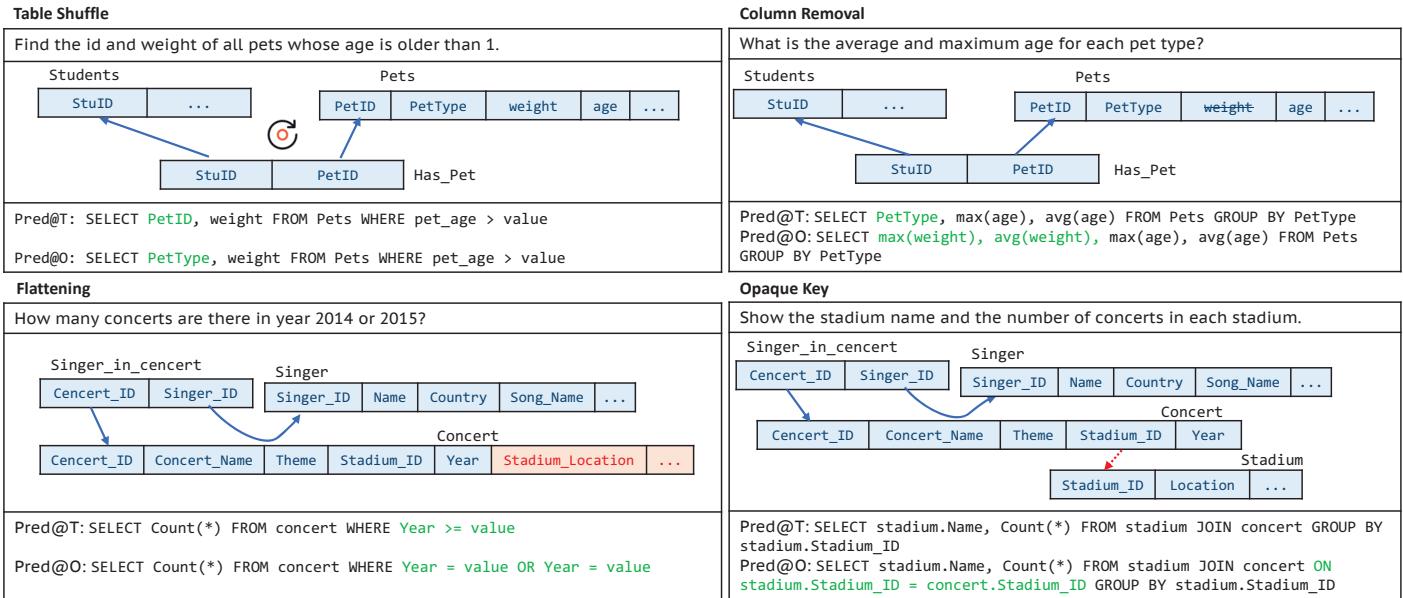 Table Shuffle
Find the id and weight of all pets whose age is older than 1.
Students
Pets
StuID ...
PetID PetType weight age ...
StuID PetID Has_Pet
Pred@T: SELECT PetID, weight FROM Pets WHERE pet_age > value
Pred@O: SELECT PetType, weight FROM Pets WHERE pet_age > value
Column Removal
What is the average and maximum age for each pet type?
Students
Pets
StuID ...
PetID PetType weight age ...
StuID PetID Has_Pet
Pred@T: SELECT PetType, max(age), avg(age) FROM Pets GROUP BY PetType
Pred@O: SELECT max(weight), avg(weight), max(age), avg(age) FROM Pets
GROUP BY PetType
Flattening
How many concerts are there in year 2014 or 2015?
Singer_in_cencert
Singer
Cencert_ID Singer_ID
Singer_ID Name Country Song_Name ...
Concert
Cencert_ID Concert_Name Theme Stadium_ID Year Stadium_Location ...
Pred@T: SELECT Count(*) FROM concert WHERE Year >= value
Pred@O: SELECT Count(*) FROM concert WHERE Year = value OR Year = value
Opaque Key
Show the stadium name and the number of concerts in each stadium.
Singer_in_cencert
Singer
Cencert_ID Singer_ID
Singer_ID Name Country Song_Name ...
Concert
Cencert_ID Concert_Name Theme Stadium_ID Year
Stadium
Stadium_ID Location ...
Pred@T: SELECT stadium.Name, Count(*) FROM stadium JOIN concert GROUP BY
stadium.Stadium_ID
Pred@O: SELECT stadium.Name, Count(*) FROM stadium JOIN concert ON
stadium.Stadium_ID = concert.Stadium_ID GROUP BY stadium.Stadium_ID